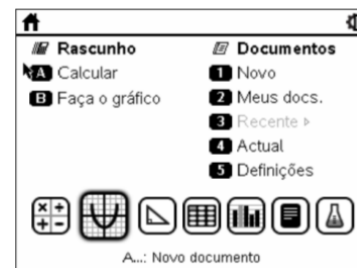 Rascunho
A Calcular
B Faça o gráfico
Documentos
1 Novo
2 Meus docs.
3 Recente ▸
4 Actual
5 Definições
A...: Novo documento